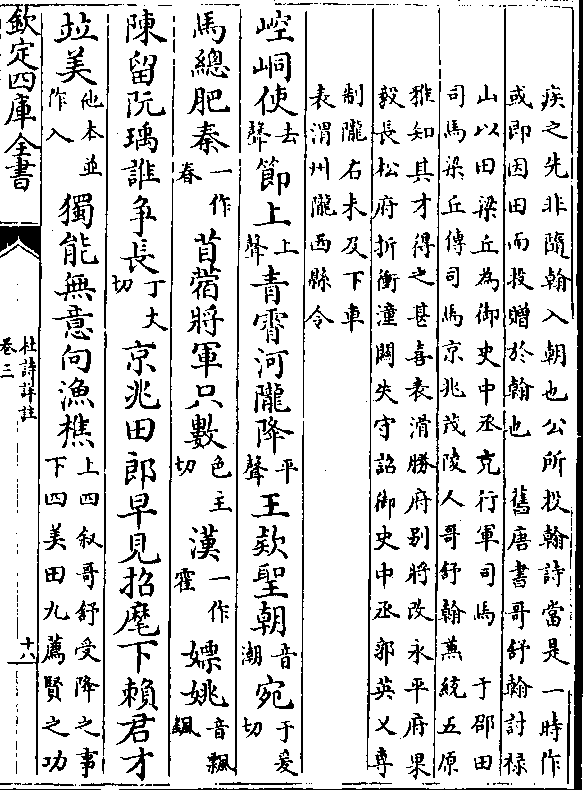 疾之先非隨翰入朝也公所投翰詩當是一時作
或即因田而投贈於翰也　舊唐書哥舒翰討祿
山以田梁丘為御史中丞充行軍司馬　于邵田
司馬梁丘傳司馬京兆茂陵人哥舒翰蕪統五原
雅知其才得之甚喜表渭勝府别將改永平府果
毅長松府折衝潼關失守詔御史中丞郭英乂專
制隴右未及下車
表渭州隴西縣令
崆峒使去聲節上上聲青霄河隴降平聲王欵聖朝音潮宛于爰切
馬總肥秦一作春苜蓿將軍只數色主切漢一作霍嫖姚音飄飖
陳留阮瑀誰争長丁丈切京兆田郎早見招麾下賴君才
竝美他本並作入獨能無意向漁樵上四叙哥舒受降之事下四美田九薦賢之功
欽定四庫全書
杜詩詳註
卷三
十八